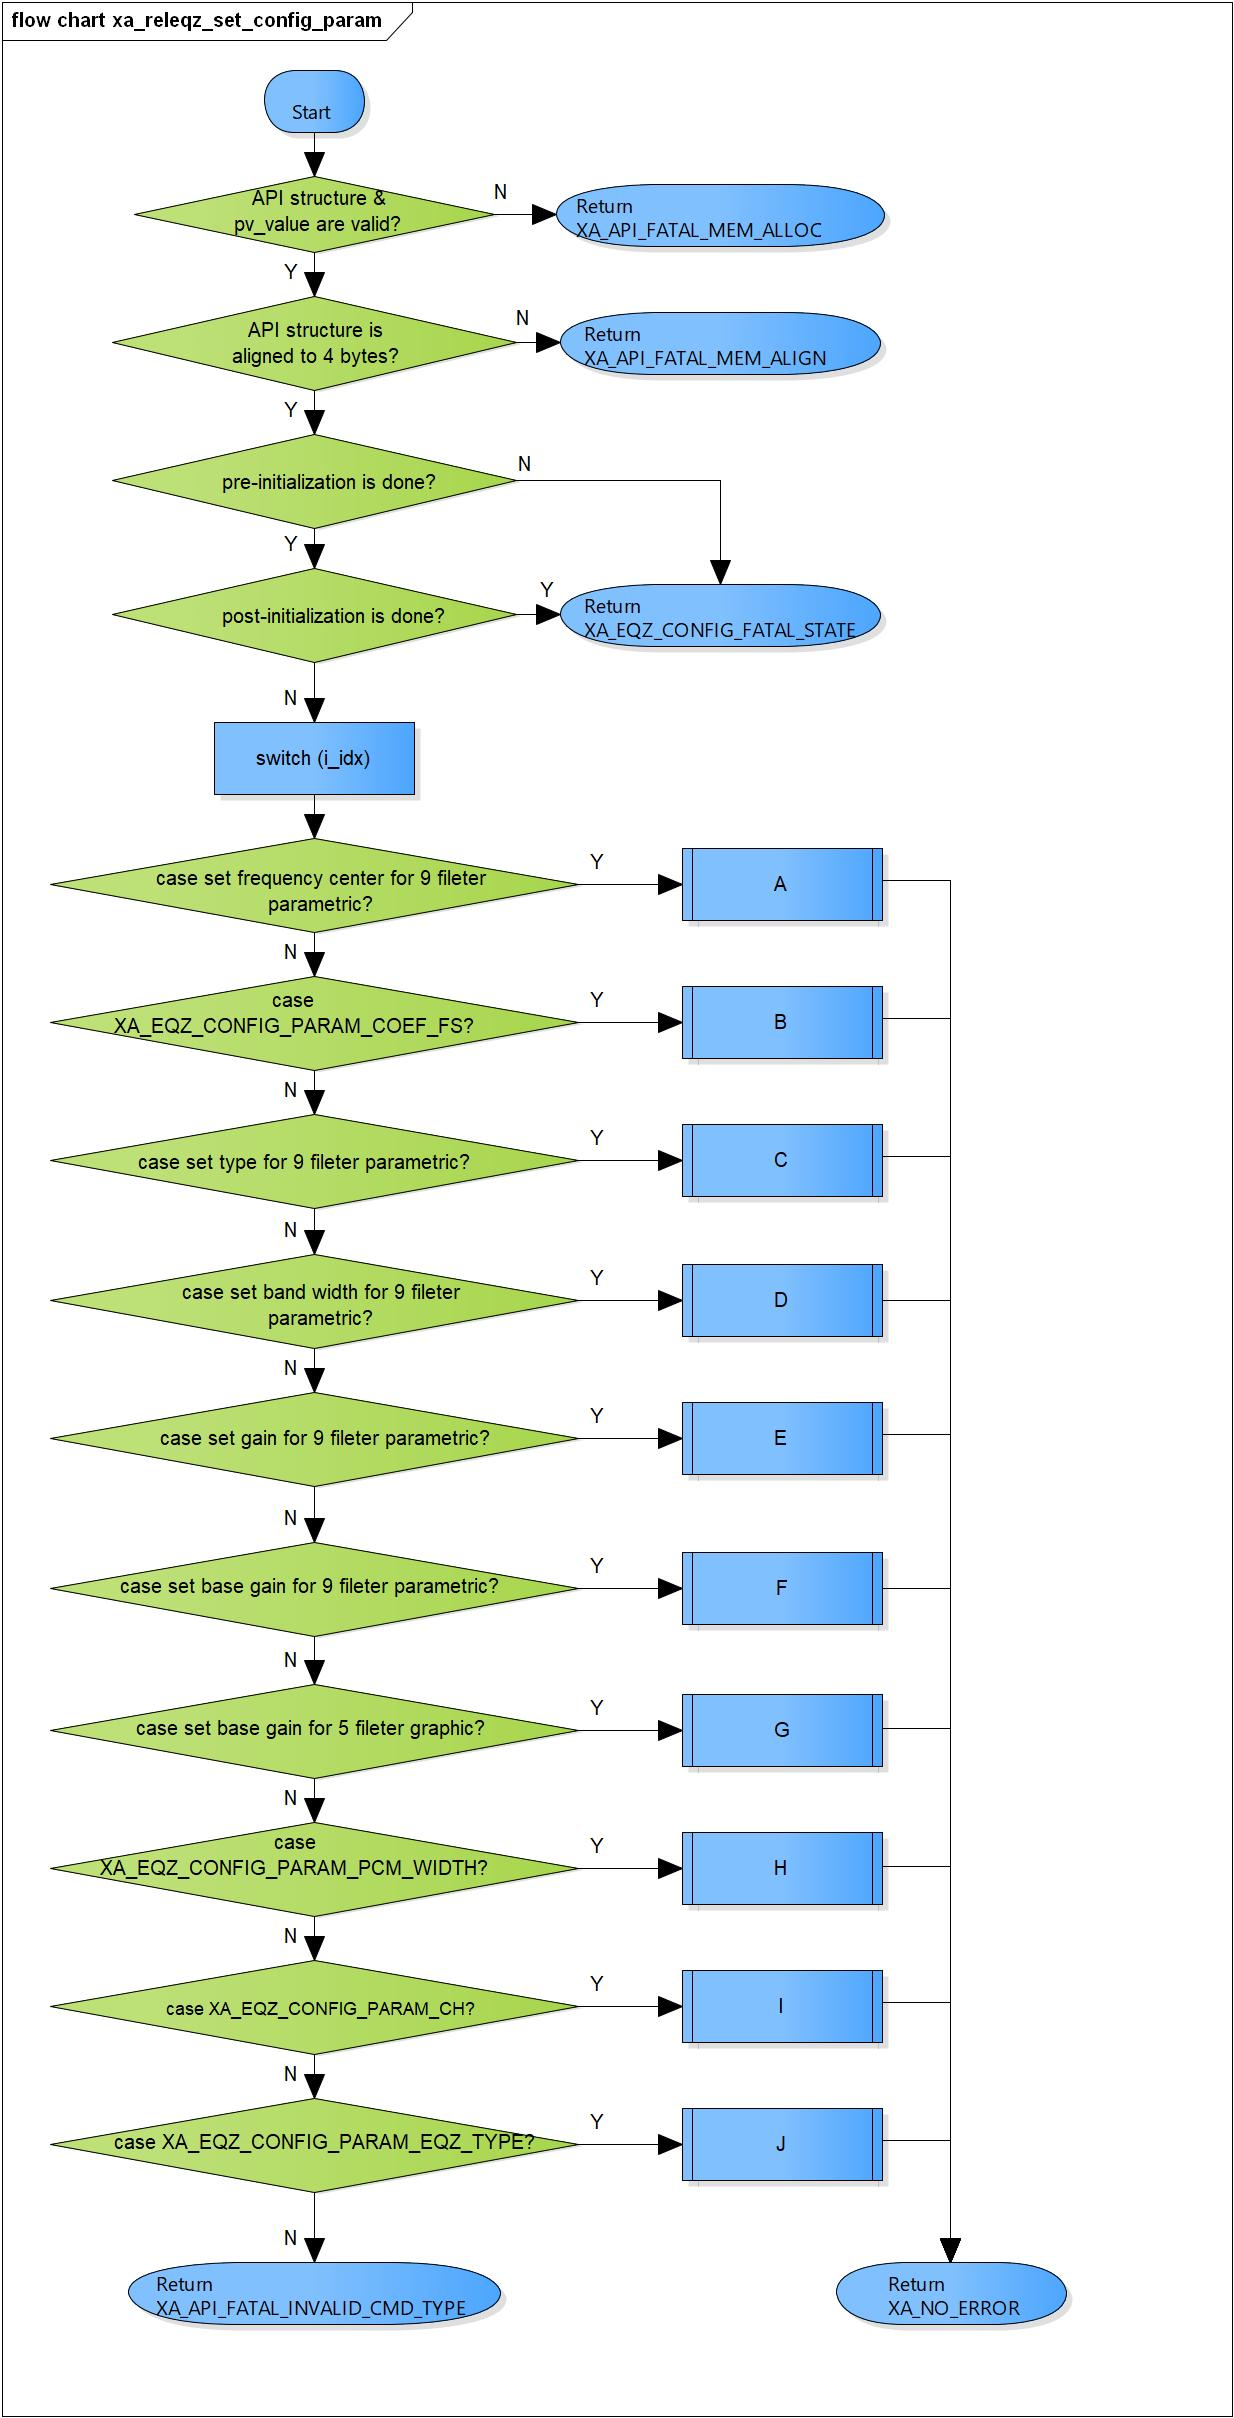 flow chart xa_releqz_set_config_param
Start
API structure &
pv_value are valid?
N
Return
XA_API_FATAL_MEM_ALLOC
Y
API structure is
aligned to 4 bytes?
N
Return
XA_API_FATAL_MEM_ALIGN
Y
pre-initialization is done?
N
Y
post-initialization is done?
Y
Return
XA_EQZ_CONFIG_FATAL_STATE
N
switch (i_idx)
case set frequency center for 9 fileter
parametric?
Y
A
N
case
XA_EQZ_CONFIG_PARAM_COEF_FS?
Y
B
N
case set type for 9 fileter parametric?
Y
C
N
case set band width for 9 fileter
parametric?
Y
D
N
case set gain for 9 fileter parametric?
Y
E
N
case set base gain for 9 fileter parametric?
Y
F
N
case set base gain for 5 fileter graphic?
Y
G
N
case
XA_EQZ_CONFIG_PARAM_PCM_WIDTH?
Y
H
N
case XA_EQZ_CONFIG_PARAM_CH?
Y
I
N
case XA_EQZ_CONFIG_PARAM_EQZ_TYPE?
Y
J
N
Return
XA_API_FATAL_INVALID_CMD_TYPE
Return
XA_NO_ERROR